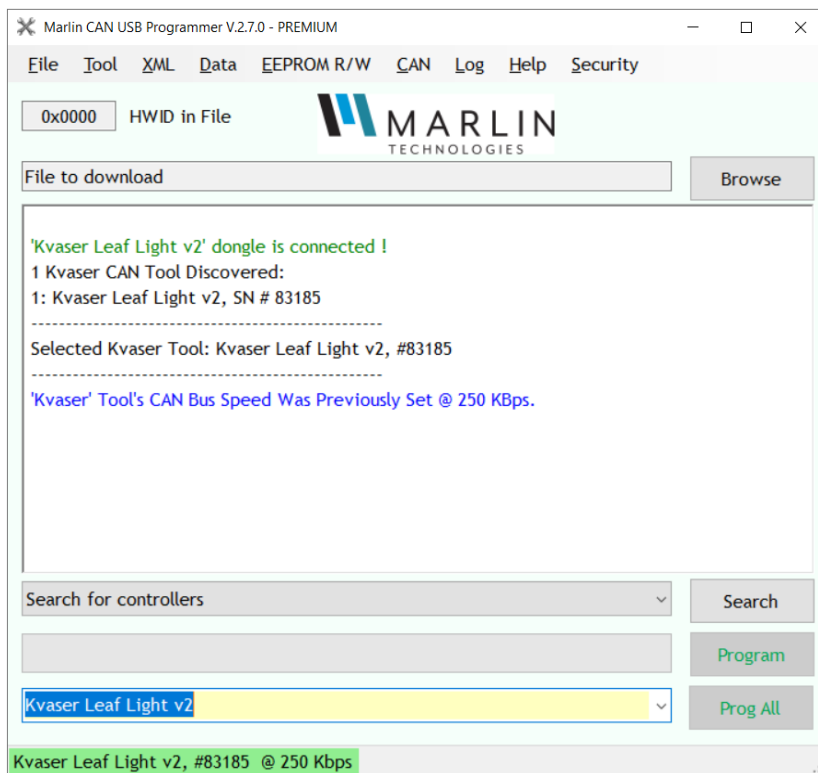 Marlin CAN USB Programmer V.2.7.0 - PREMIUM
File Tool XML Data EEPROM R/W CAN Log Help Security
0x0000 HWID in File
MARLIN
TECHNOLOGIES
File to download
Browse
'Kvaser Leaf Light v2' dongle is connected !
1 Kvaser CAN Tool Discovered:
1: Kvaser Leaf Light v2, SN # 83185
--------------------------------------------------
Selected Kvaser Tool: Kvaser Leaf Light v2, #83185
--------------------------------------------------
'Kvaser' Tool's CAN Bus Speed Was Previously Set @ 250 KBps.
Search for controllers
Search
Program
Kvaser Leaf Light v2
Prog All
Kvaser Leaf Light v2, #83185 @ 250 Kbps